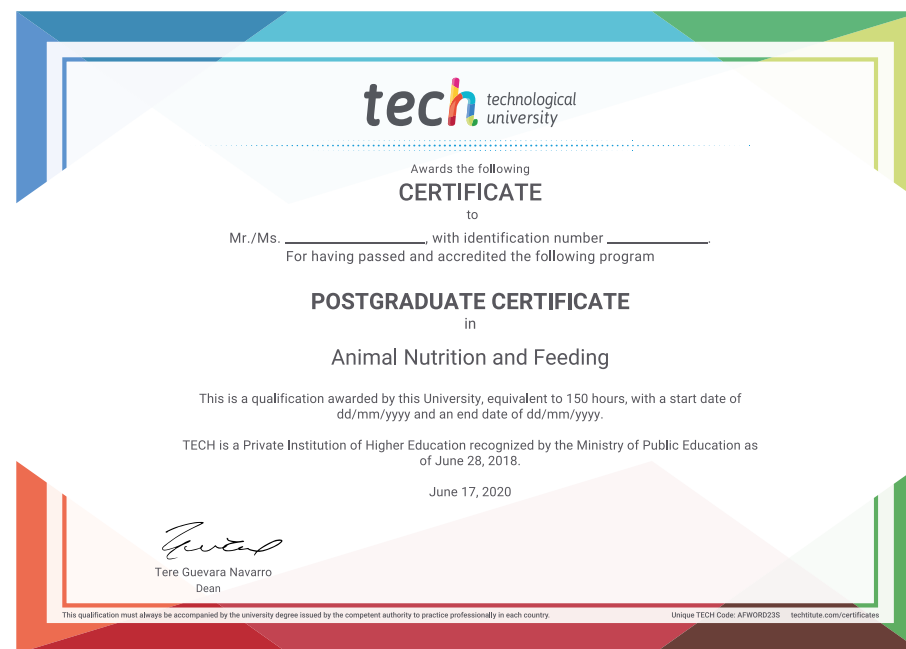 tech technological
university
Awards the following
CERTIFICATE
to
Mr./Ms. ____________________, with identification number ______________.
For having passed and accredited the following program
POSTGRADUATE CERTIFICATE
in
Animal Nutrition and Feeding
This is a qualification awarded by this University, equivalent to 150 hours, with a start date of
dd/mm/yyyy and an end date of dd/mm/yyyy.
TECH is a Private Institution of Higher Education recognized by the Ministry of Public Education as
of June 28, 2018.
June 17, 2020
Tere Guevara Navarro
Dean
This qualification must always be accompanied by the university degree issued by the competent authority to practice professionally in each country. Unique TECH Code: AFWORD23S techtitute.com/certificates